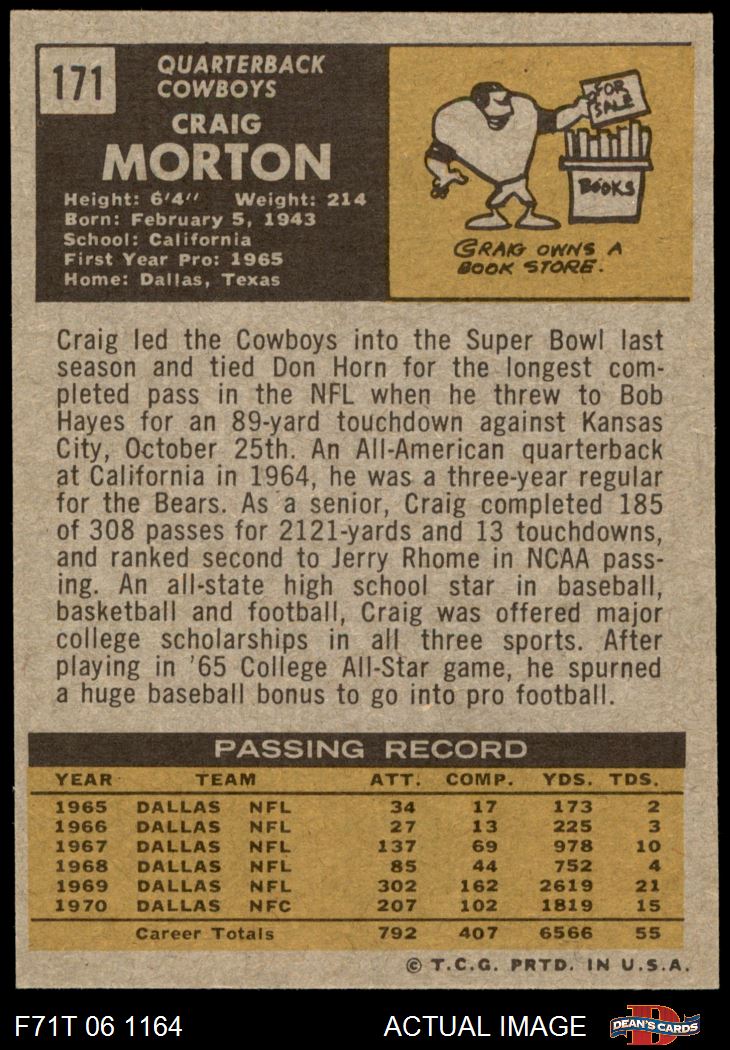 171
QUARTERBACK
COWBOYS
CRAIG
MORTON
Height: 6'4" Weight: 214
Born: February 5, 1943
School: California
First Year Pro: 1965
Home: Dallas, Texas
FOR
SALE
BOOKS
CRAIG OWNS A
BOOK STORE.
Craig led the Cowboys into the Super Bowl last
season and tied Don Horn for the longest com-
pleted pass in the NFL when he threw to Bob
Hayes for an 89-yard touchdown against Kansas
City, October 25th. An All-American quarterback
at California in 1964, he was a three-year regular
for the Bears. As a senior, Craig completed 185
of 308 passes for 2121-yards and 13 touchdowns,
and ranked second to Jerry Rhome in NCAA pass-
ing. An all-state high school star in baseball,
basketball and football, Craig was offered major
college scholarships in all three sports. After
playing in '65 College All-Star game, he spurned
a huge baseball bonus to go into pro football.
PASSING RECORD
YEAR TEAM ATT. COMP. YDS. TDS.
1965 DALLAS NFL 34 17 173 2
1966 DALLAS NFL 27 13 225 3
1967 DALLAS NFL 137 69 978 10
1968 DALLAS NFL 85 44 752 4
1969 DALLAS NFL 302 162 2619 21
1970 DALLAS NFC 207 102 1819 15
Career Totals 792 407 6566 55
© T.C.G. PRTD. IN U.S.A.
F71T 06 1164 ACTUAL IMAGE
D
DEAN'S CARDS